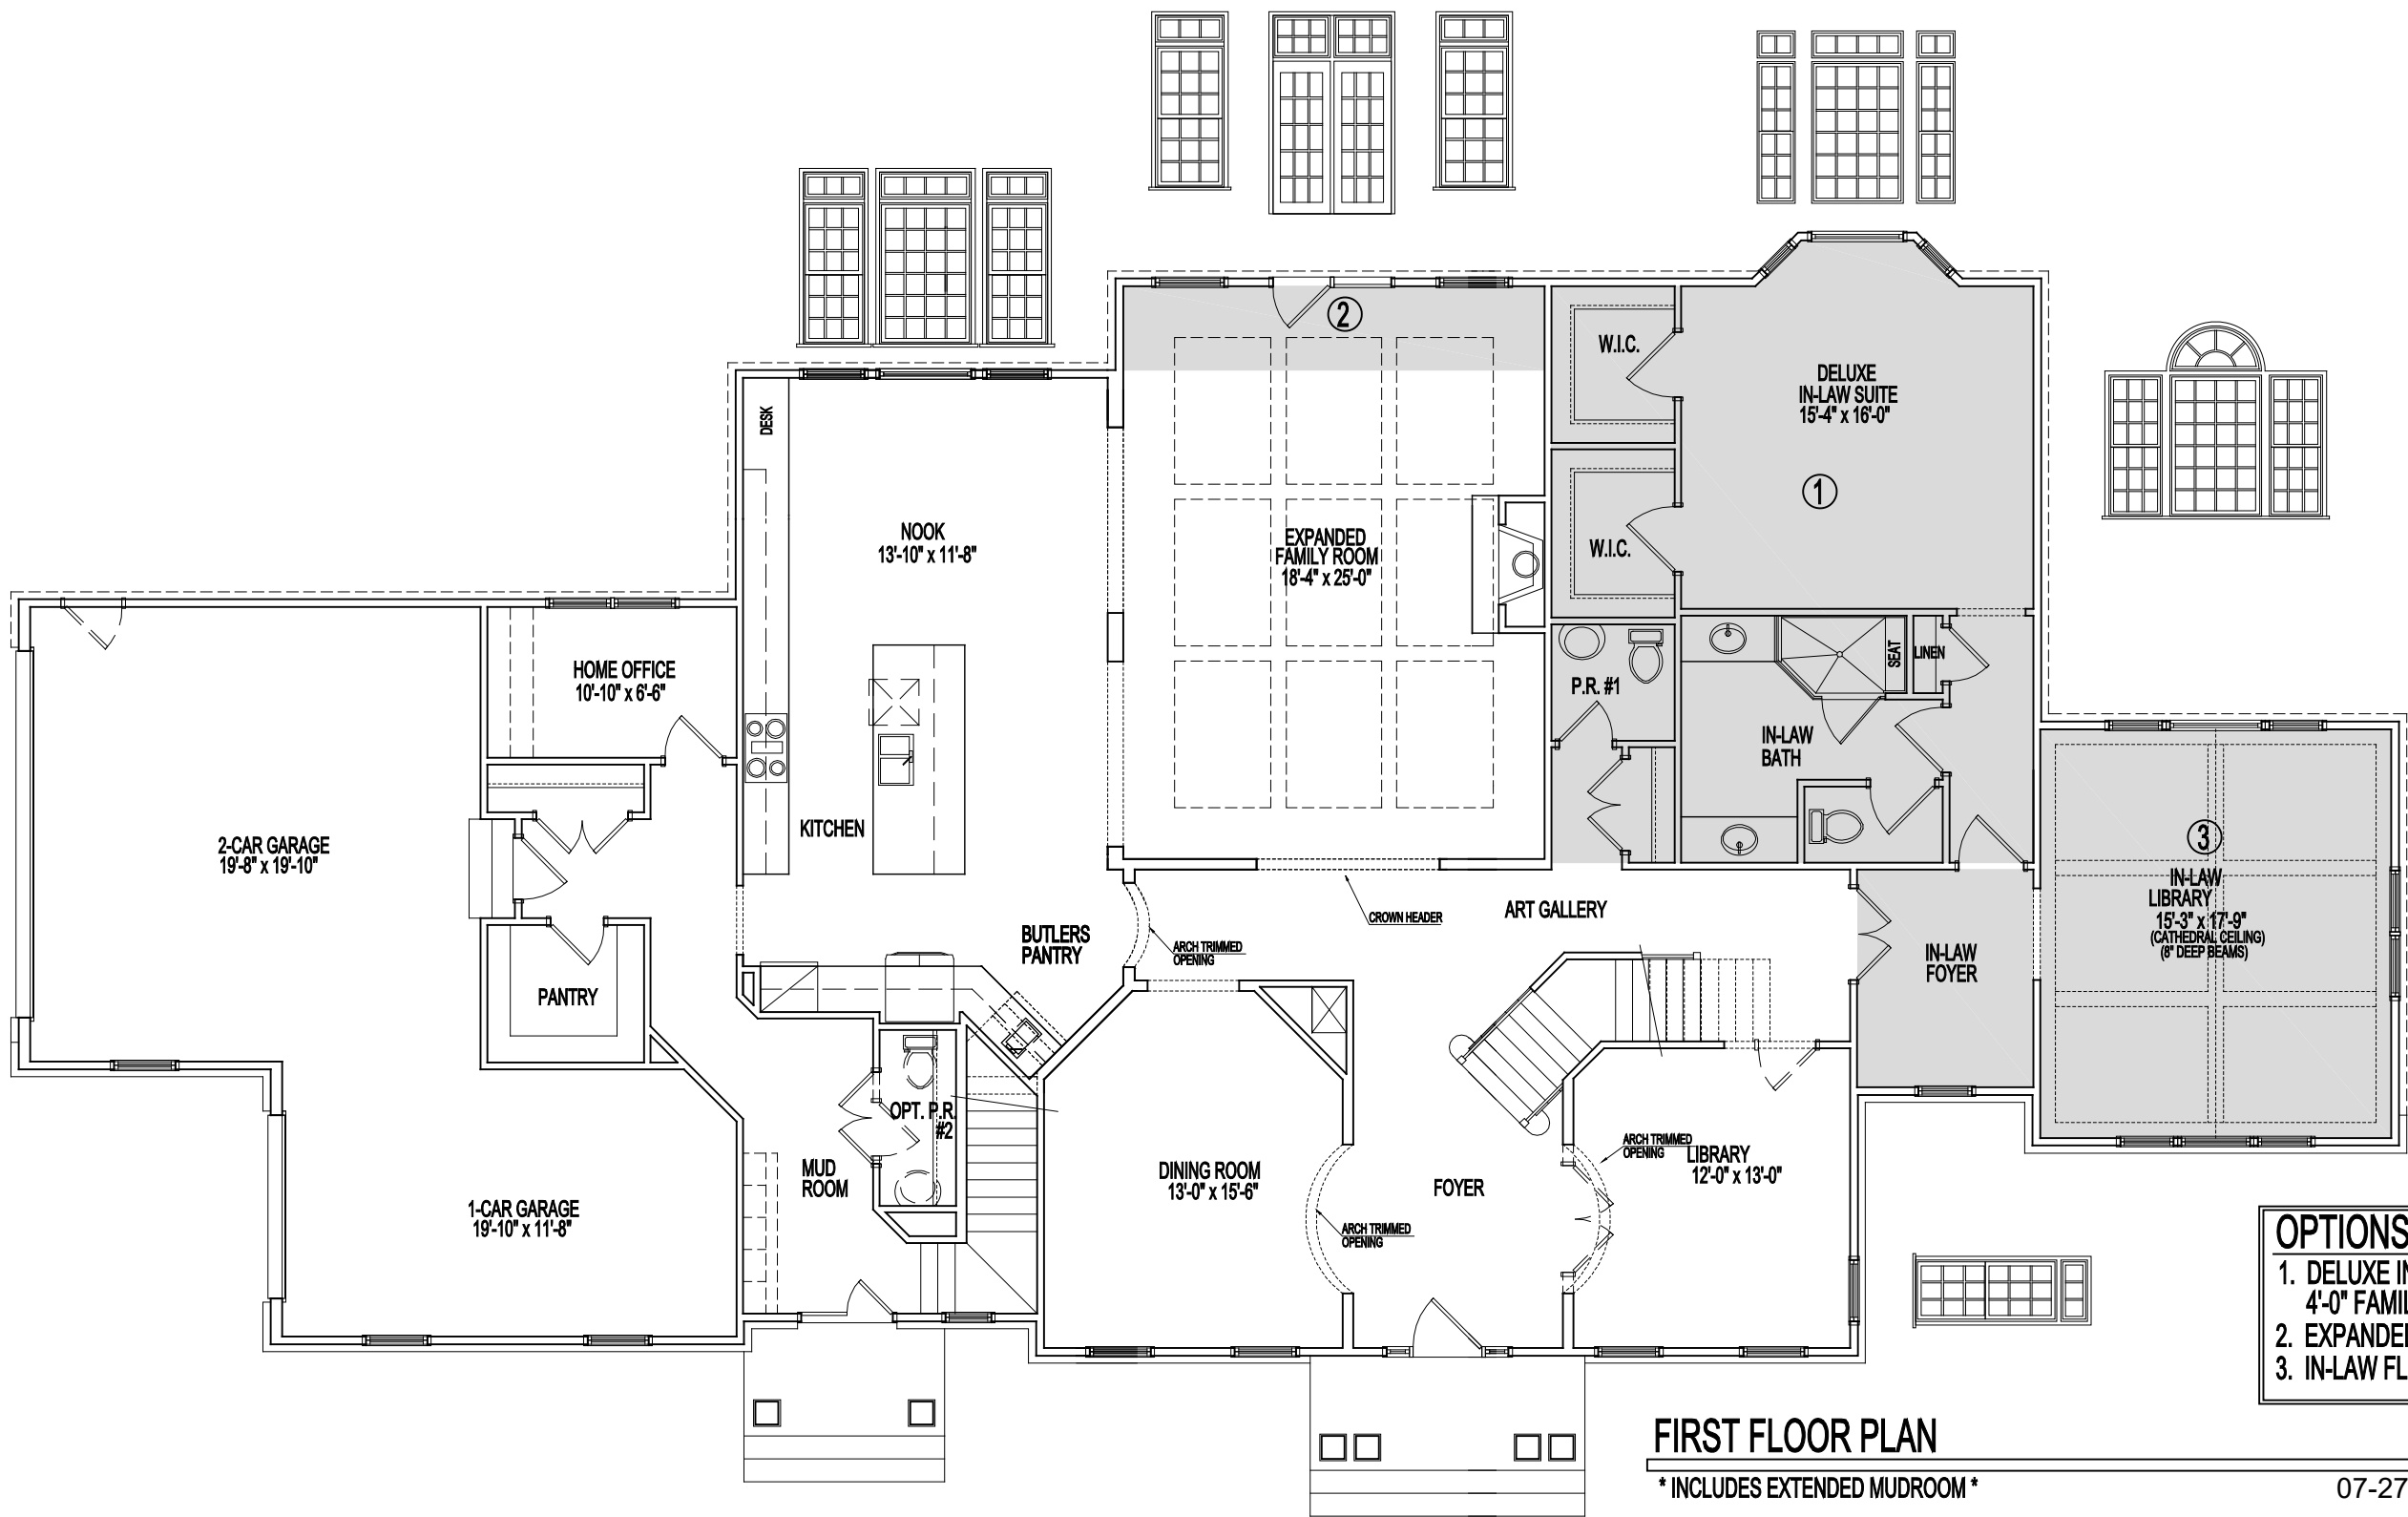 ②
W.I.C.
DELUXE
IN-LAW SUITE
15'-4" x 16'-0"
DESK
①
NOOK
13'-10" x 11'-8"
EXPANDED
FAMILY ROOM
18'-4" x 25'-0"
W.I.C.
HOME OFFICE
10'-10" x 6'-6"
P.R. #1
SEAT
LINEN
IN-LAW
BATH
KITCHEN
2-CAR GARAGE
19'-8" x 19'-10"
③
IN-LAW
LIBRARY
15'-3" x 17'-9"
(CATHEDRAL CEILING)
(8" DEEP BEAMS)
CROWN HEADER
ART GALLERY
BUTLERS
PANTRY
ARCH TRIMMED
OPENING
IN-LAW
FOYER
PANTRY
OPT. P.R.
#2
MUD
ROOM
DINING ROOM
13'-0" x 15'-6"
FOYER
ARCH TRIMMED
OPENING
LIBRARY
12'-0" x 13'-0"
1-CAR GARAGE
19'-10" x 11'-8"
ARCH TRIMMED
OPENING
OPTIONS
1. DELUXE IN
4'-0" FAMIL
2. EXPANDED
3. IN-LAW FL
FIRST FLOOR PLAN
* INCLUDES EXTENDED MUDROOM *
07-27